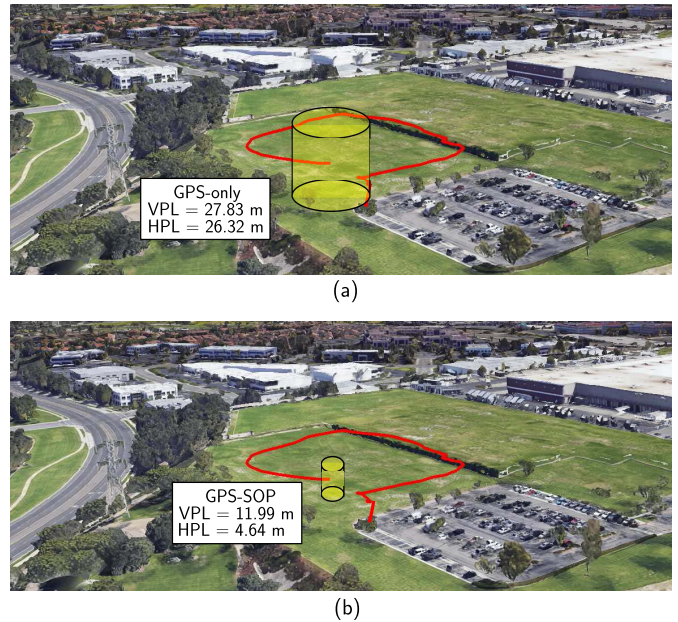 GPS-only
VPL = 27.83 m
HPL = 26.32 m
(a)
GPS-SOP
VPL = 11.99 m
HPL = 4.64 m
(b)